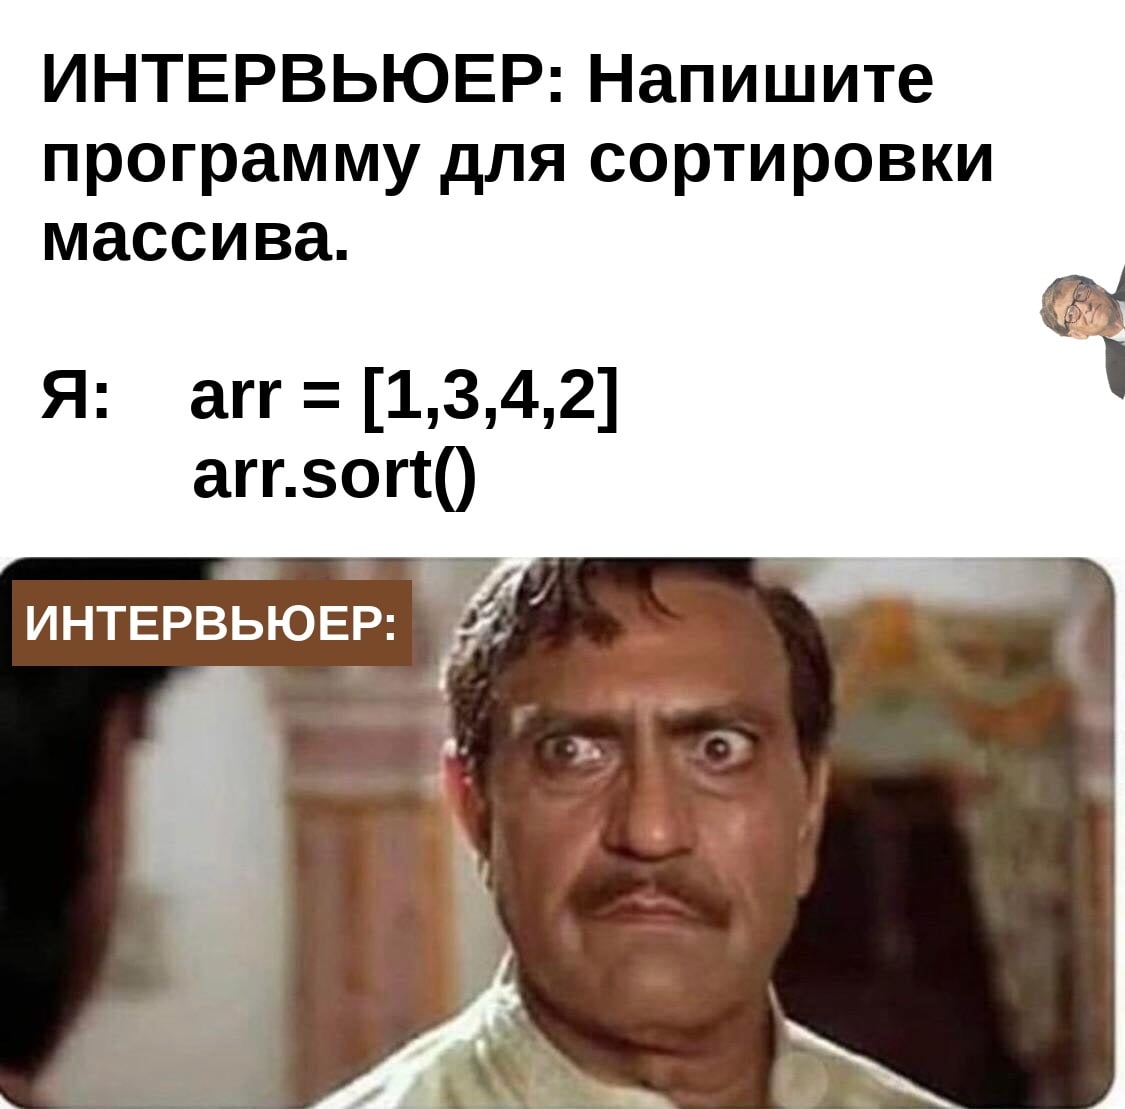 ИНТЕРВЬЮЕР: Напишите
программу для сортировки
массива.
Я: arr = [1,3,4,2]
arr.sort()
ИНТЕРВЬЮЕР: